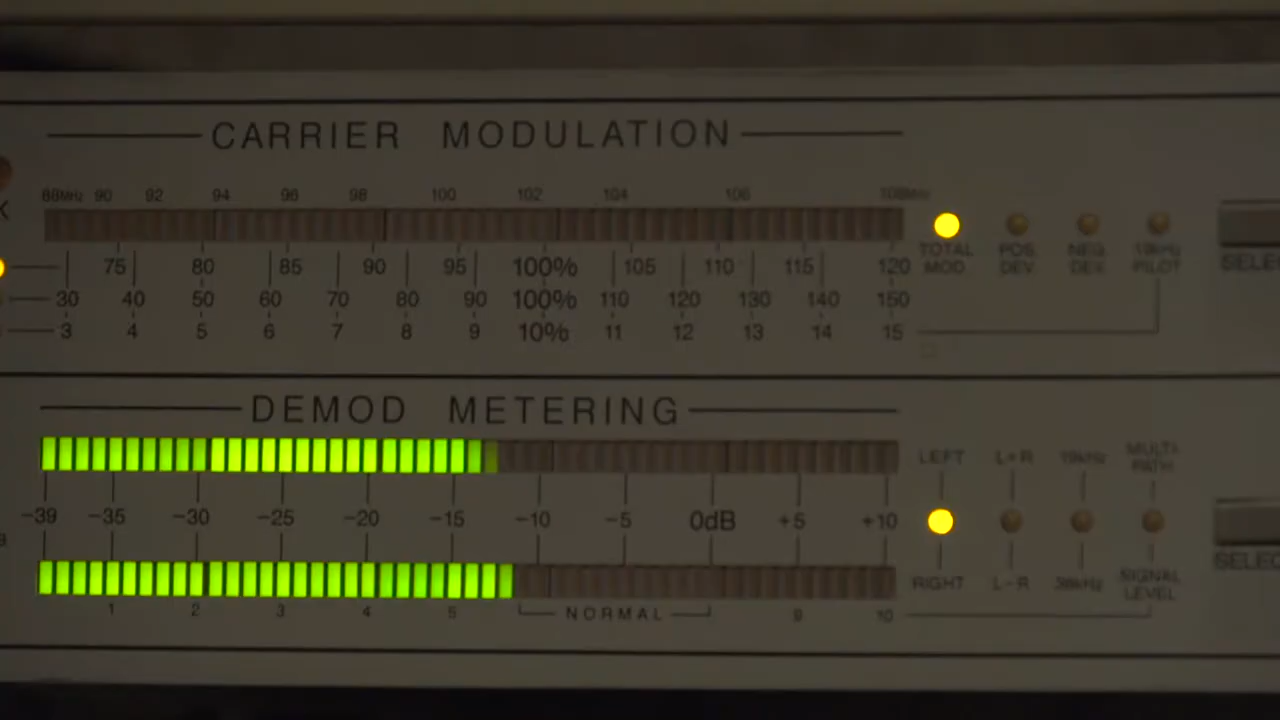 CARRIER MODULATION
88MHz 90 92 94 96 98 100 102 104 106 108MHz
75 80 85 90 95 100% 105 110 115 120
TOTAL MOD POS DEV NEG DEV 19kHz PILOT
SELEC
30 40 50 60 70 80 90 100% 110 120 130 140 150
3 4 5 6 7 8 9 10% 11 12 13 14 15
DEMOD METERING
LEFT L+R 19kHz MULTI PATH
-39 -35 -30 -25 -20 -15 -10 -5 0dB +5 +10
RIGHT L-R 38kHz SIGNAL LEVEL
SELEC
1 2 3 4 5 NORMAL 9 10